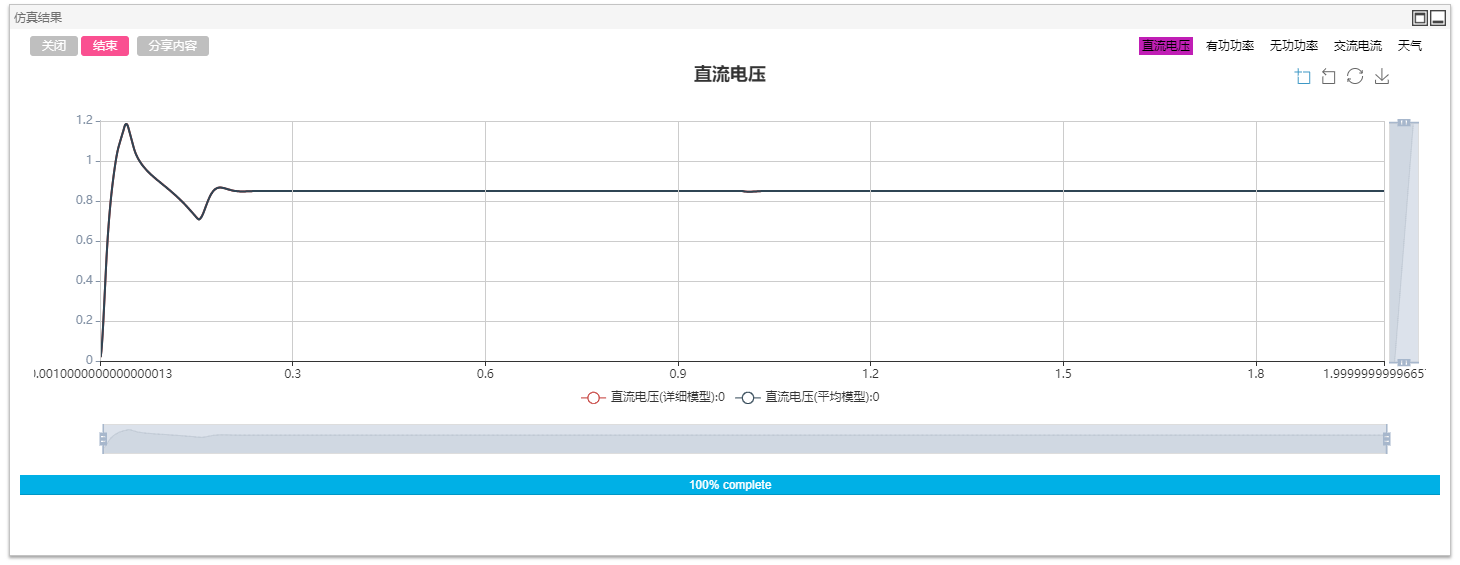 仿真结果
关闭 结束 分享内容
直流电压 有功功率 无功功率 交流电流 天气
直流电压
1.2
1
0.8
0.6
0.4
0.2
0
0.0010000000000000013 0.3 0.6 0.9 1.2 1.5 1.8 1.999999999665
直流电压(详细模型):0 直流电压(平均模型):0
100% complete